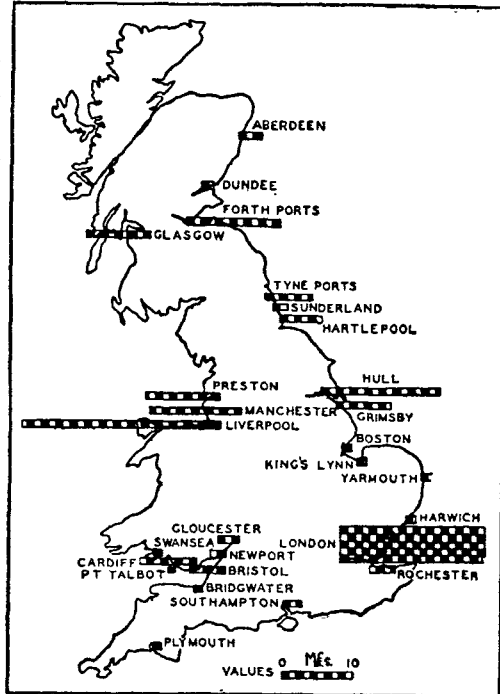 ABERDEEN
DUNDEE
FORTH PORTS
GLASGOW
TYNE PORTS
SUNDERLAND
HARTLEPOOL
HULL
PRESTON
MANCHESTER
GRIMSBY
LIVERPOOL
BOSTON
KING'S LYNN
YARMOUTH
HARWICH
GLOUCESTER
LONDON
SWANSEA
NEWPORT
CARDIFF
PT TALBOT
BRISTOL
ROCHESTER
BRIDGWATER
SOUTHAMPTON
PLYMOUTH
VALUES 0 MES. 10